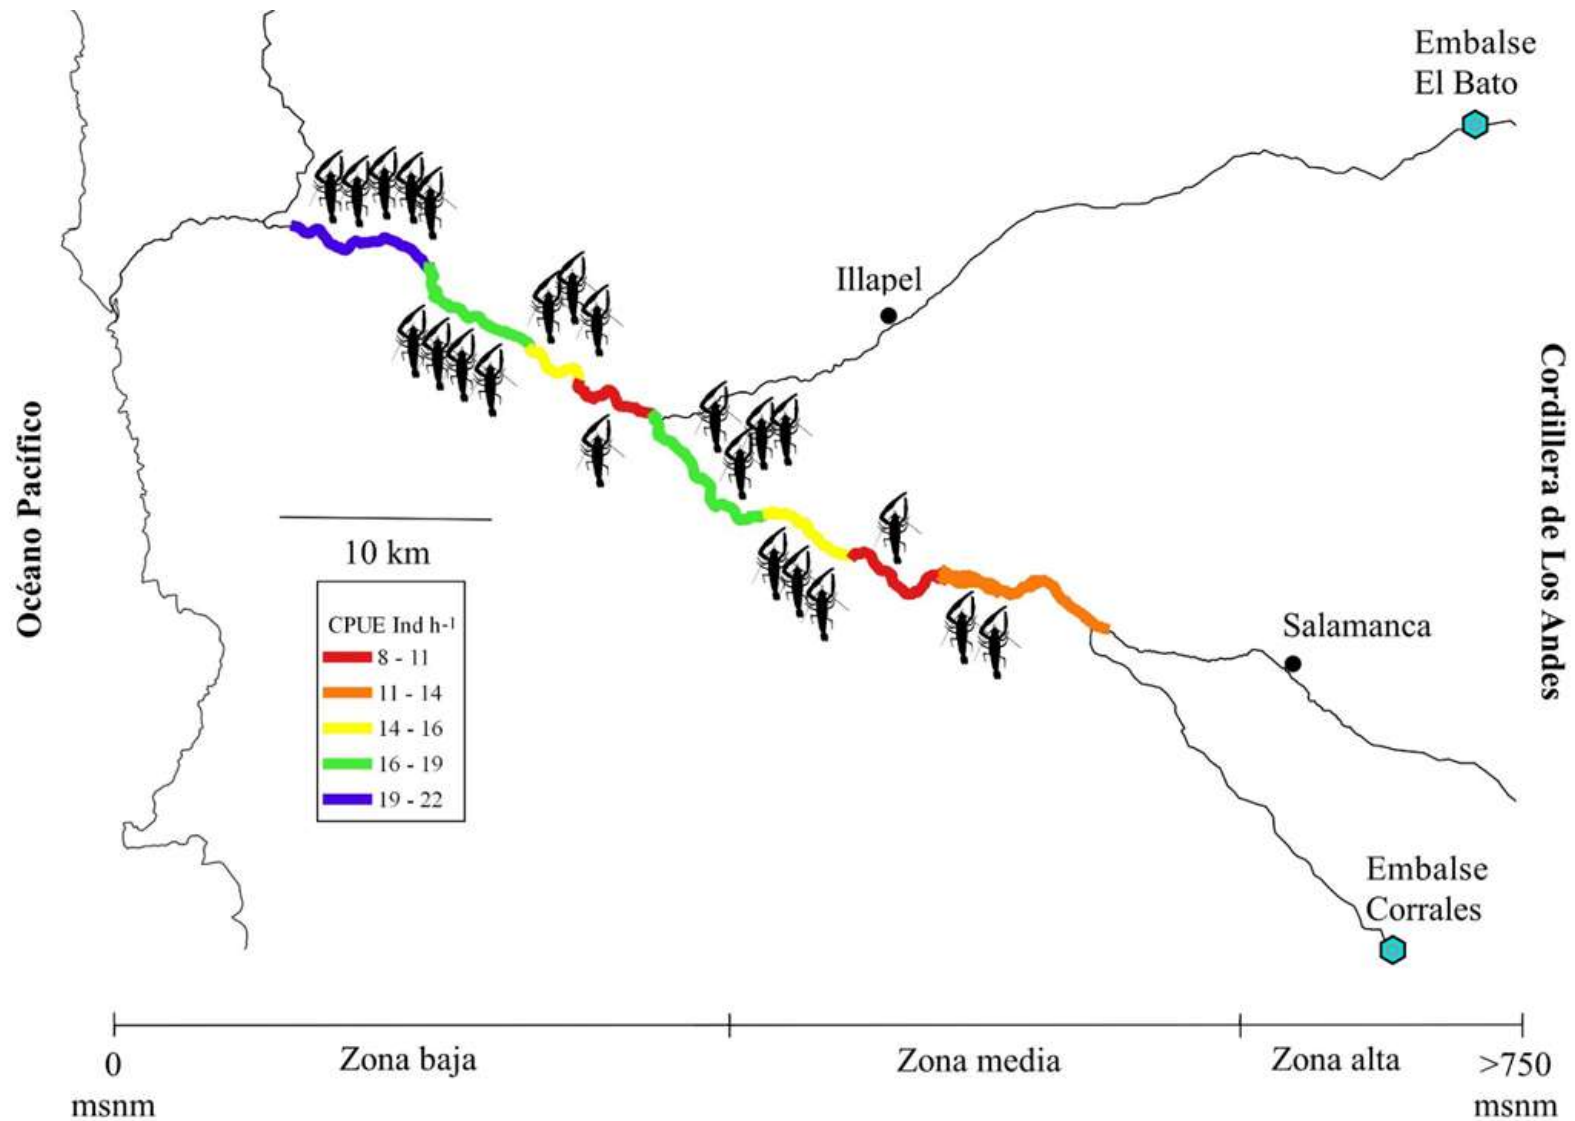 Embalse
El Bato
Illapel
Océano Pacífico
Cordillera de Los Andes
10 km
CPUE Ind h-1
8 - 11
11 - 14
14 - 16
16 - 19
19 - 22
Salamanca
Embalse
Corrales
0
msnm
Zona baja
Zona media
Zona alta
>750
msnm